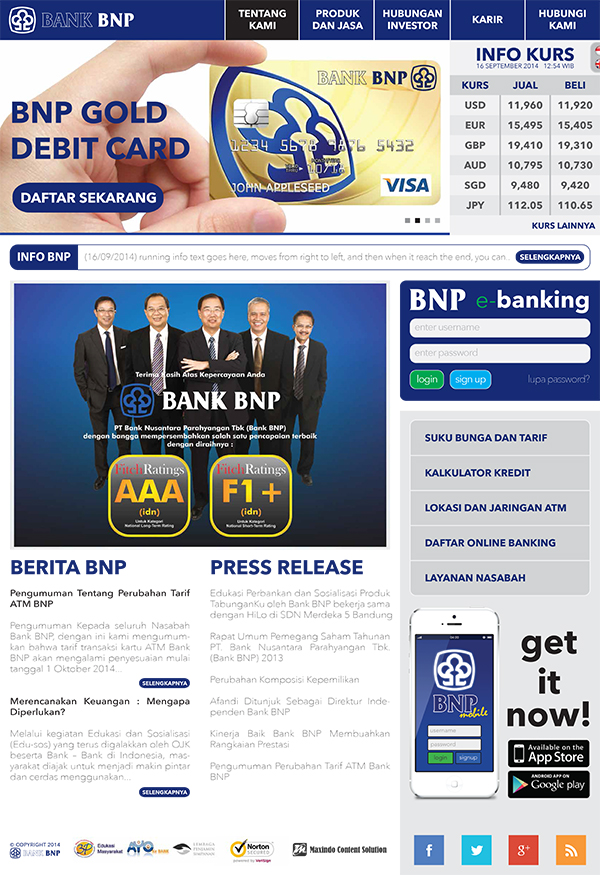 BANK BNP
TENTANG KAMI
PRODUK DAN JASA
HUBUNGAN INVESTOR
KARIR
HUBUNGI KAMI
BNP GOLD
DEBIT CARD
DAFTAR SEKARANG
BANK BNP
1234 5678 9876 5432
JOHN APPLESEED
VISA
INFO KURS
16 SEPTEMBER 2014 12:54 WIB
KURS JUAL BELI
USD 11,960 11,920
EUR 15,495 15,405
GBP 19,410 19,310
AUD 10,795 10,730
SGD 9,480 9,420
JPY 112.05 110.65
KURS LAINNYA
INFO BNP
(16/09/2014) running info text goes here, moves from right to left, and then when it reach the end, you can..
SELENGKAPNYA
Terima Kasih Atas Kepercayaan Anda
BANK BNP
PT Bank Nusantara Parahyangan Tbk (Bank BNP)
dengan bangga mempersembahkan salah satu pencapaian terbaik
dengan diraihnya :
FitchRatings
AAA
(idn)
Untuk Kategori
National Long-Term Rating
FitchRatings
F1+
(idn)
Untuk Kategori
National Short-Term Rating
BNP e-banking
enter username
enter password
login
sign up
lupa password?
SUKU BUNGA DAN TARIF
KALKULATOR KREDIT
LOKASI DAN JARINGAN ATM
DAFTAR ONLINE BANKING
LAYANAN NASABAH
BERITA BNP
Pengumuman Tentang Perubahan Tarif
ATM BNP
Pengumuman Kepada seluruh Nasabah
Bank BNP, dengan ini kami mengumum-
kan bahwa tarif transaksi kartu ATM Bank
BNP akan mengalami penyesuaian mulai
tanggal 1 Oktober 2014...
SELENGKAPNYA
Merencanakan Keuangan : Mengapa
Diperlukan?
Melalui kegiatan Edukasi dan Sosialisasi
(Edu-sos) yang terus digalakkan oleh OJK
beserta Bank – Bank di Indonesia, mas-
yarakat diajak untuk menjadi makin pintar
dan cerdas menggunakan...
SELENGKAPNYA
PRESS RELEASE
Edukasi Perbankan dan Sosialisasi Produk
TabunganKu oleh Bank BNP bekerja sama
dengan HiLo di SDN Merdeka 5 Bandung
Rapat Umum Pemegang Saham Tahunan
PT. Bank Nusantara Parahyangan Tbk.
(Bank BNP) 2013
Perubahan Komposisi Kepemilikan
Afandi Ditunjuk Sebagai Direktur Inde-
penden Bank BNP
Kinerja Baik Bank BNP Membuahkan
Rangkaian Prestasi
Pengumuman Perubahan Tarif ATM Bank
BNP
BNP
mobile
username
password
login
signup
get
it
now!
Available on the
App Store
ANDROID APP ON
Google play
© COPYRIGHT 2014
BANK BNP
Edukasi
Masyarakat
AYO
LEMBAGA
PENJAMIN
SIMPANAN
Norton
SECURED
powered by VeriSign
Maxindo Content Solution